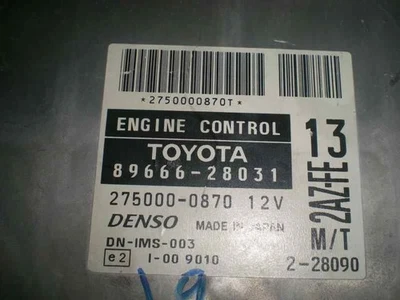 *2750000870T*
ENGINE CONTROL
TOYOTA
89666-28031
275000-0870 12V
DENSO MADE IN JAPAN
DN-IMS-003
e2 I-00 9010
13
2AZ-FE
M/T
2-28090
19